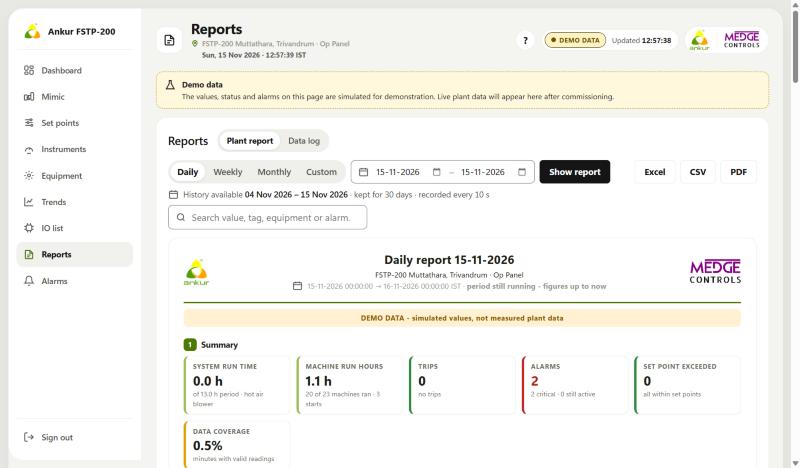 Ankur FSTP-200
Dashboard
Mimic
Set points
Instruments
Equipment
Trends
IO list
Reports
Alarms
Sign out
Reports
FSTP-200 Muttathara, Trivandrum · Op Panel
Sun, 15 Nov 2026 · 12:57:39 IST
?
DEMO DATA
Updated 12:57:38
ankur
MEDGE
CONTROLS
Demo data
The values, status and alarms on this page are simulated for demonstration. Live plant data will appear here after commissioning.
Reports
Plant report
Data log
Daily
Weekly
Monthly
Custom
15-11-2026
–
15-11-2026
Show report
Excel
CSV
PDF
History available 04 Nov 2026 – 15 Nov 2026 · kept for 30 days · recorded every 10 s
Search value, tag, equipment or alarm.
ankur
Daily report 15-11-2026
FSTP-200 Muttathara, Trivandrum · Op Panel
15-11-2026 00:00:00 → 16-11-2026 00:00:00 IST · period still running - figures up to now
MEDGE
CONTROLS
DEMO DATA - simulated values, not measured plant data
1 Summary
SYSTEM RUN TIME
0.0 h
of 13.0 h period · hot air
blower
MACHINE RUN HOURS
1.1 h
20 of 23 machines ran · 3
starts
TRIPS
0
no trips
ALARMS
2
2 critical · 0 still active
SET POINT EXCEEDED
0
all within set points
DATA COVERAGE
0.5%
minutes with valid readings